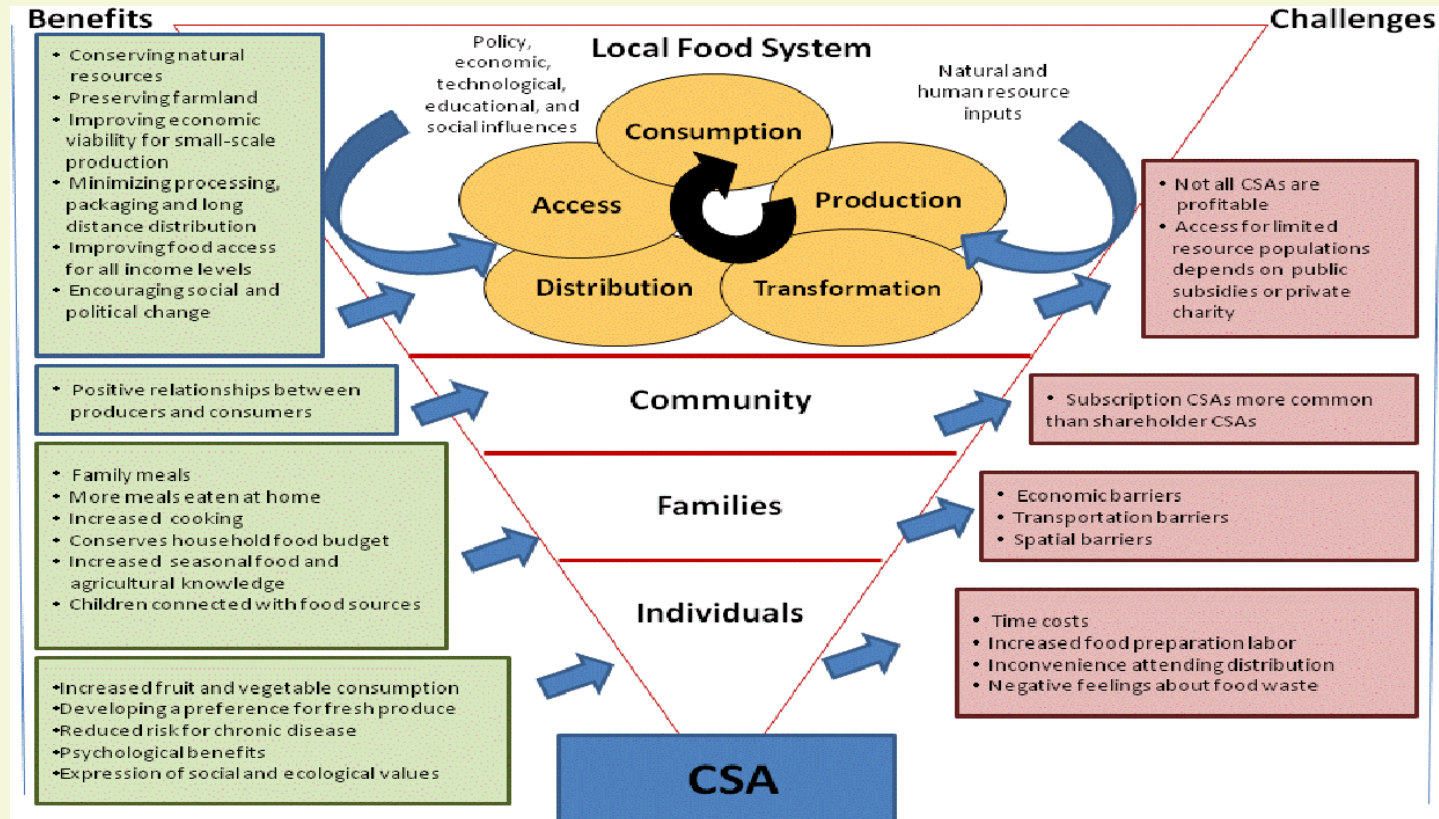 Benefits
Challenges
• Conserving natural
resources
• Preserving farmland
• Improving economic
viability for small-scale
production
• Minimizing processing,
packaging and long
distance distribution
• Improving food access
for all income levels
• Encouraging social and
political change
Policy,
economic,
technological,
educational, and
social influences
Local Food System
Natural and
human resource
inputs
Consumption
Access
Production
Distribution
Transformation
• Not all CSAs are
profitable
• Access for limited
resource populations
depends on public
subsidies or private
charity
• Positive relationships between
producers and consumers
Community
• Subscription CSAs more common
than shareholder CSAs
• Family meals
• More meals eaten at home
• Increased cooking
• Conserves household food budget
• Increased seasonal food and
agricultural knowledge
• Children connected with food sources
Families
• Economic barriers
• Transportation barriers
• Spatial barriers
Individuals
• Time costs
• Increased food preparation labor
• Inconvenience attending distribution
• Negative feelings about food waste
•Increased fruit and vegetable consumption
•Developing a preference for fresh produce
•Reduced risk for chronic disease
•Psychological benefits
•Expression of social and ecological values
CSA